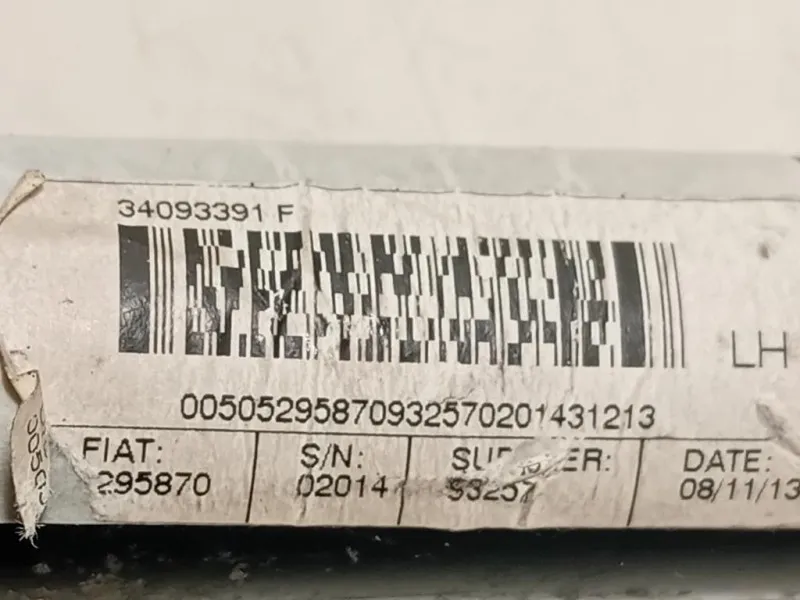 34093391 F
LH
00505295870932570201431213
FIAT: S/N: DATE:
295870 02014 08/11/13